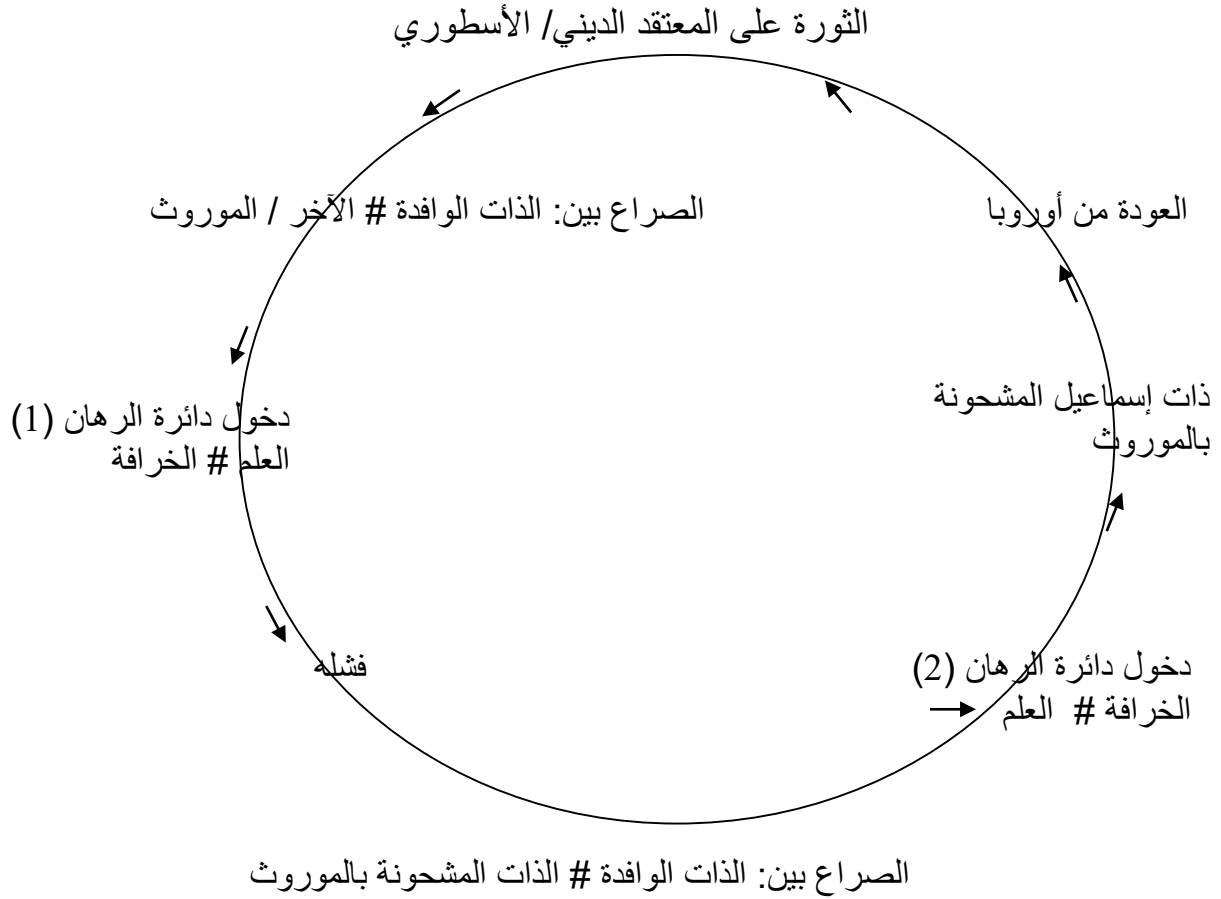 الثورة على المعتقد الديني/ الأسطوري
العودة من أوروبا
الصراع بين: الذات الوافدة # الآخر / الموروث
ذات إسماعيل المشحونة
بالموروث
دخول دائرة الرهان (1)
العلم # الخرافة
دخول دائرة الرهان (2)
الخرافة # العلم
فشله
الصراع بين: الذات الوافدة # الذات المشحونة بالموروث